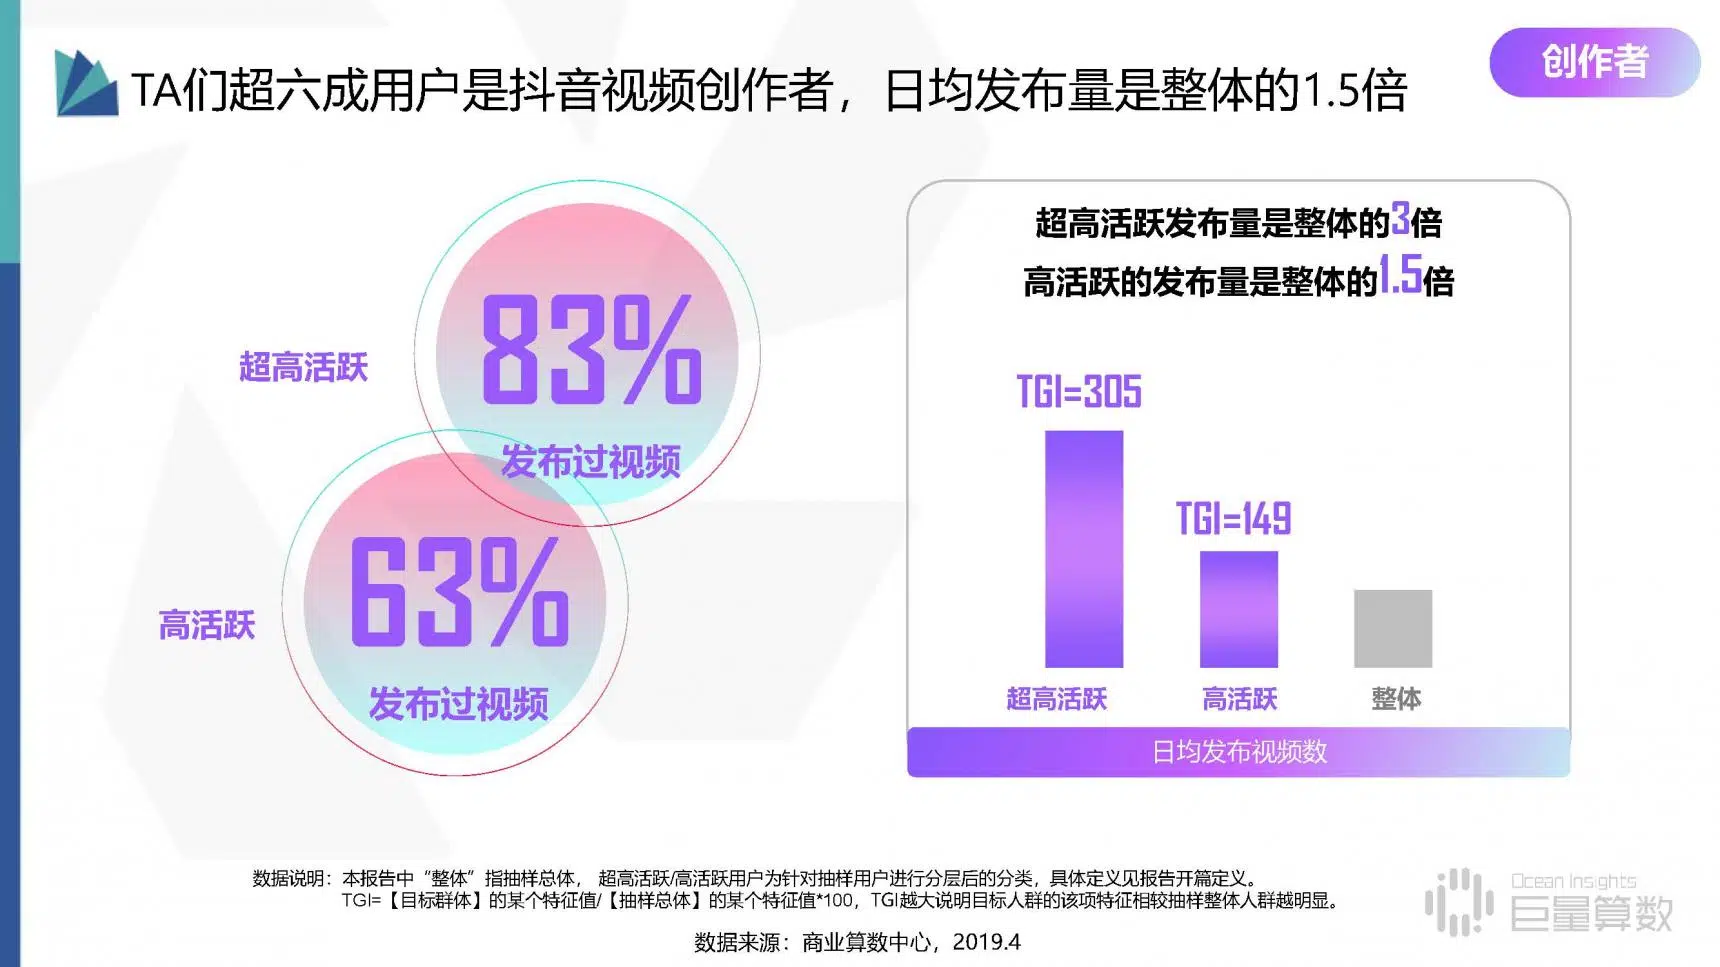 创作者
TA们超六成用户是抖音视频创作者，日均发布量是整体的1.5倍
超高活跃
83%
发布过视频
高活跃
63%
发布过视频
超高活跃发布量是整体的3倍
高活跃的发布量是整体的1.5倍
TGI=305
TGI=149
超高活跃
高活跃
整体
日均发布视频数
数据说明：本报告中“整体”指抽样总体， 超高活跃/高活跃用户为针对抽样用户进行分层后的分类，具体定义见报告开篇定义。
TGI=【目标群体】的某个特征值/【抽样总体】的某个特征值*100，TGI越大说明目标人群的该项特征相较抽样整体人群越明显。
数据来源：商业算数中心，2019.4
Ocean Insights
巨量算数